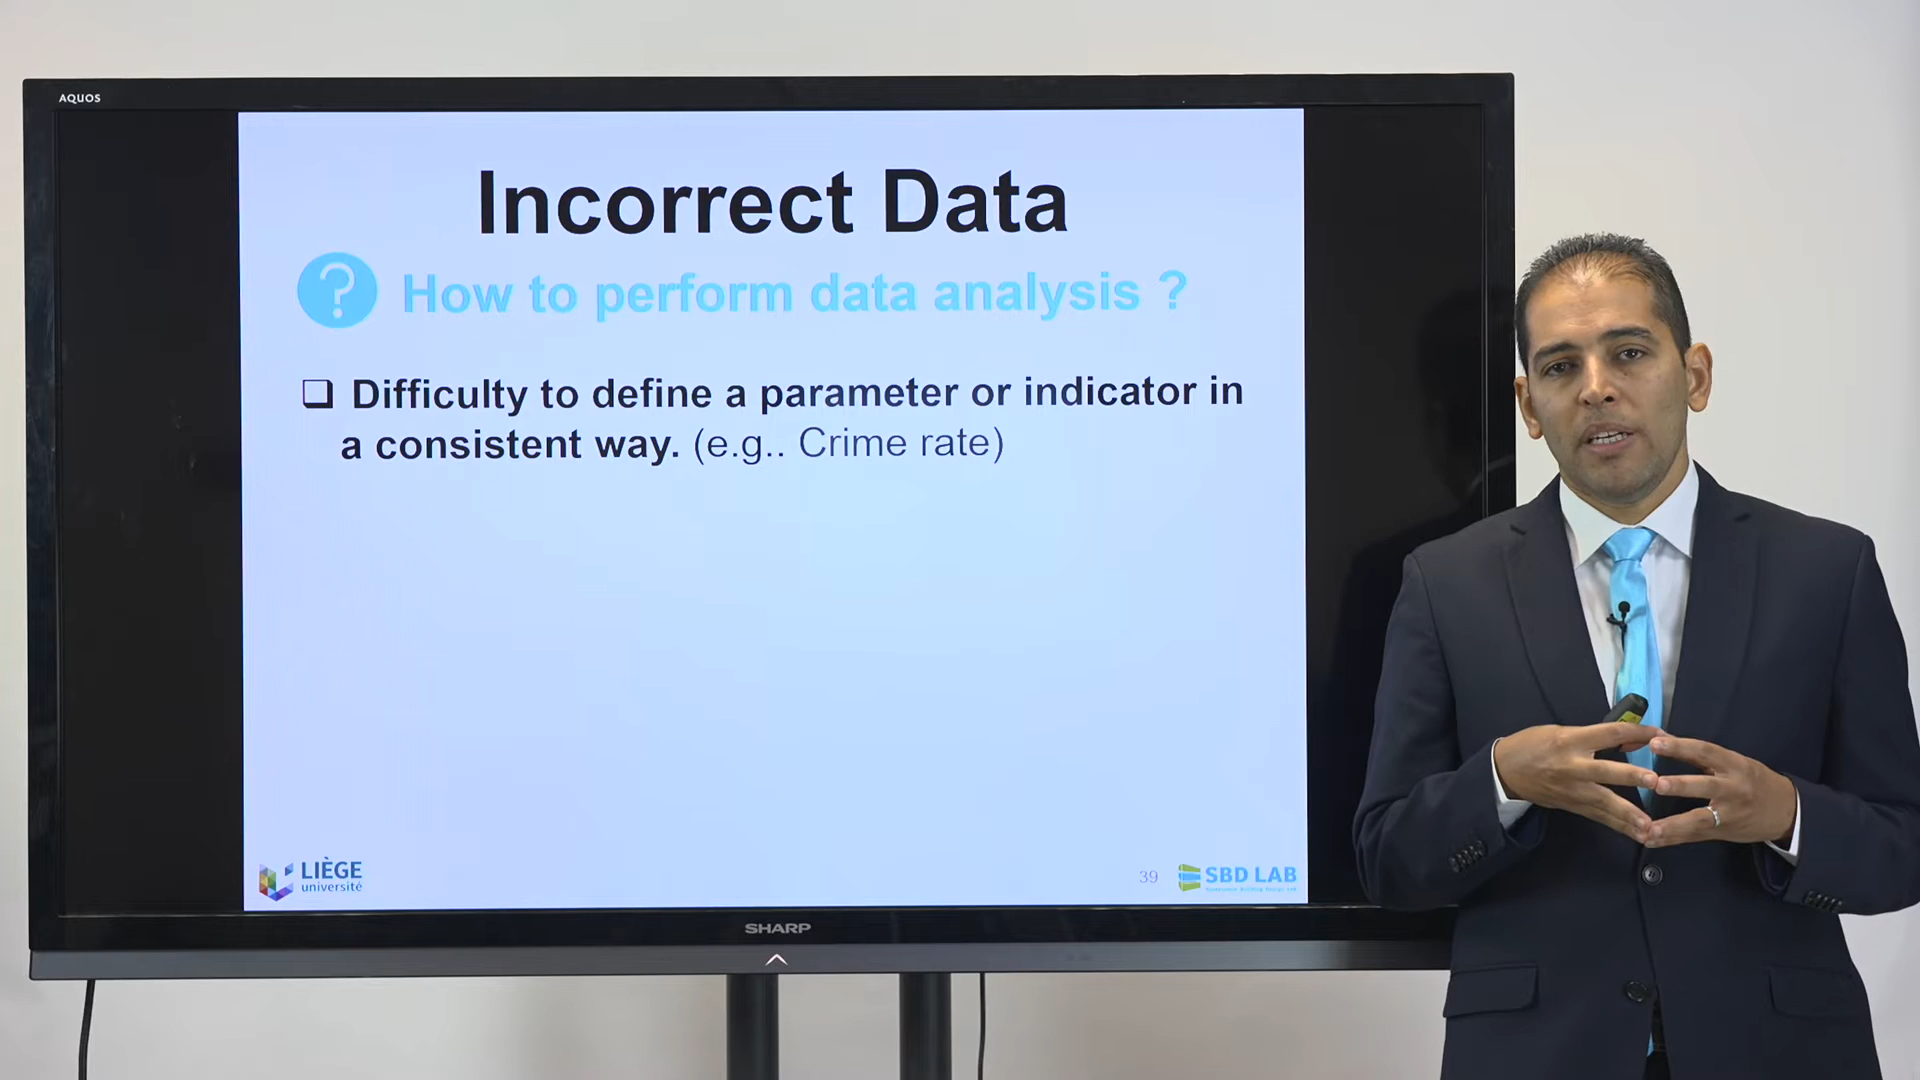 AQUOS
Incorrect Data
? How to perform data analysis ?
❑ Difficulty to define a parameter or indicator in
a consistent way. (e.g.. Crime rate)
LIÈGE
université
39
SBD LAB
SHARP